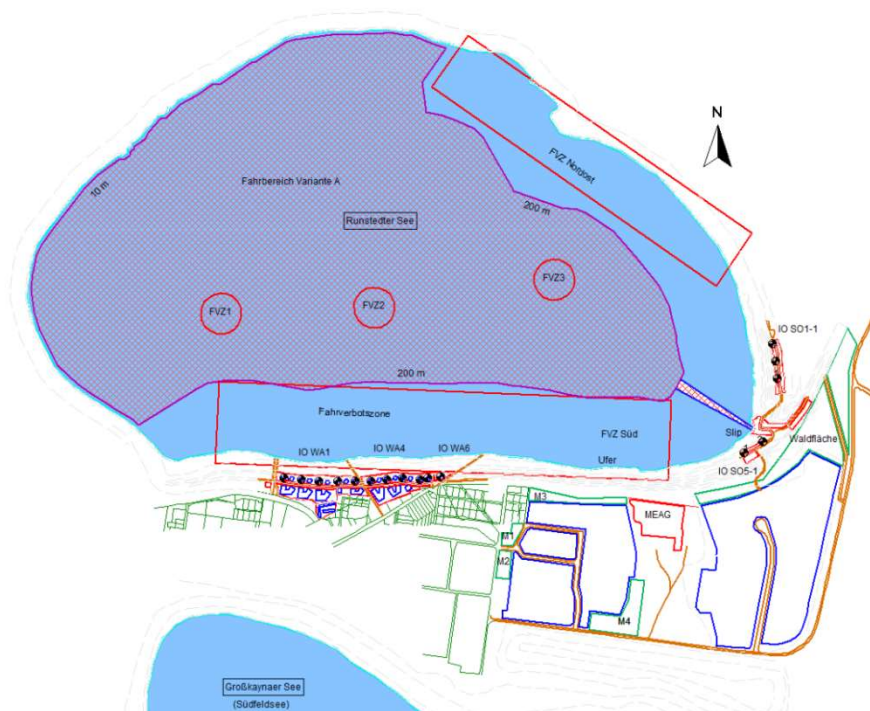 N
FVZ Nordost
Fahrbereich Variante A
10 m
200 m
Runstedter See
FVZ3
FVZ1
FVZ2
IO SO1-1
200 m
Fahrverbotszone
FVZ Süd
Slip
Waldfläche
IO WA1
IO WA4
IO WA6
Ufer
IO SO5-1
M3
MEAG
M1
M2
M4
Großkaynaer See
(Südfeldsee)